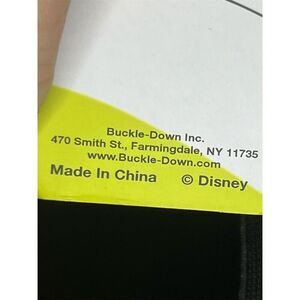 Buckle-Down Inc.
470 Smith St., Farmingdale, NY 11735
www.Buckle-Down.com
Made In China © Disney